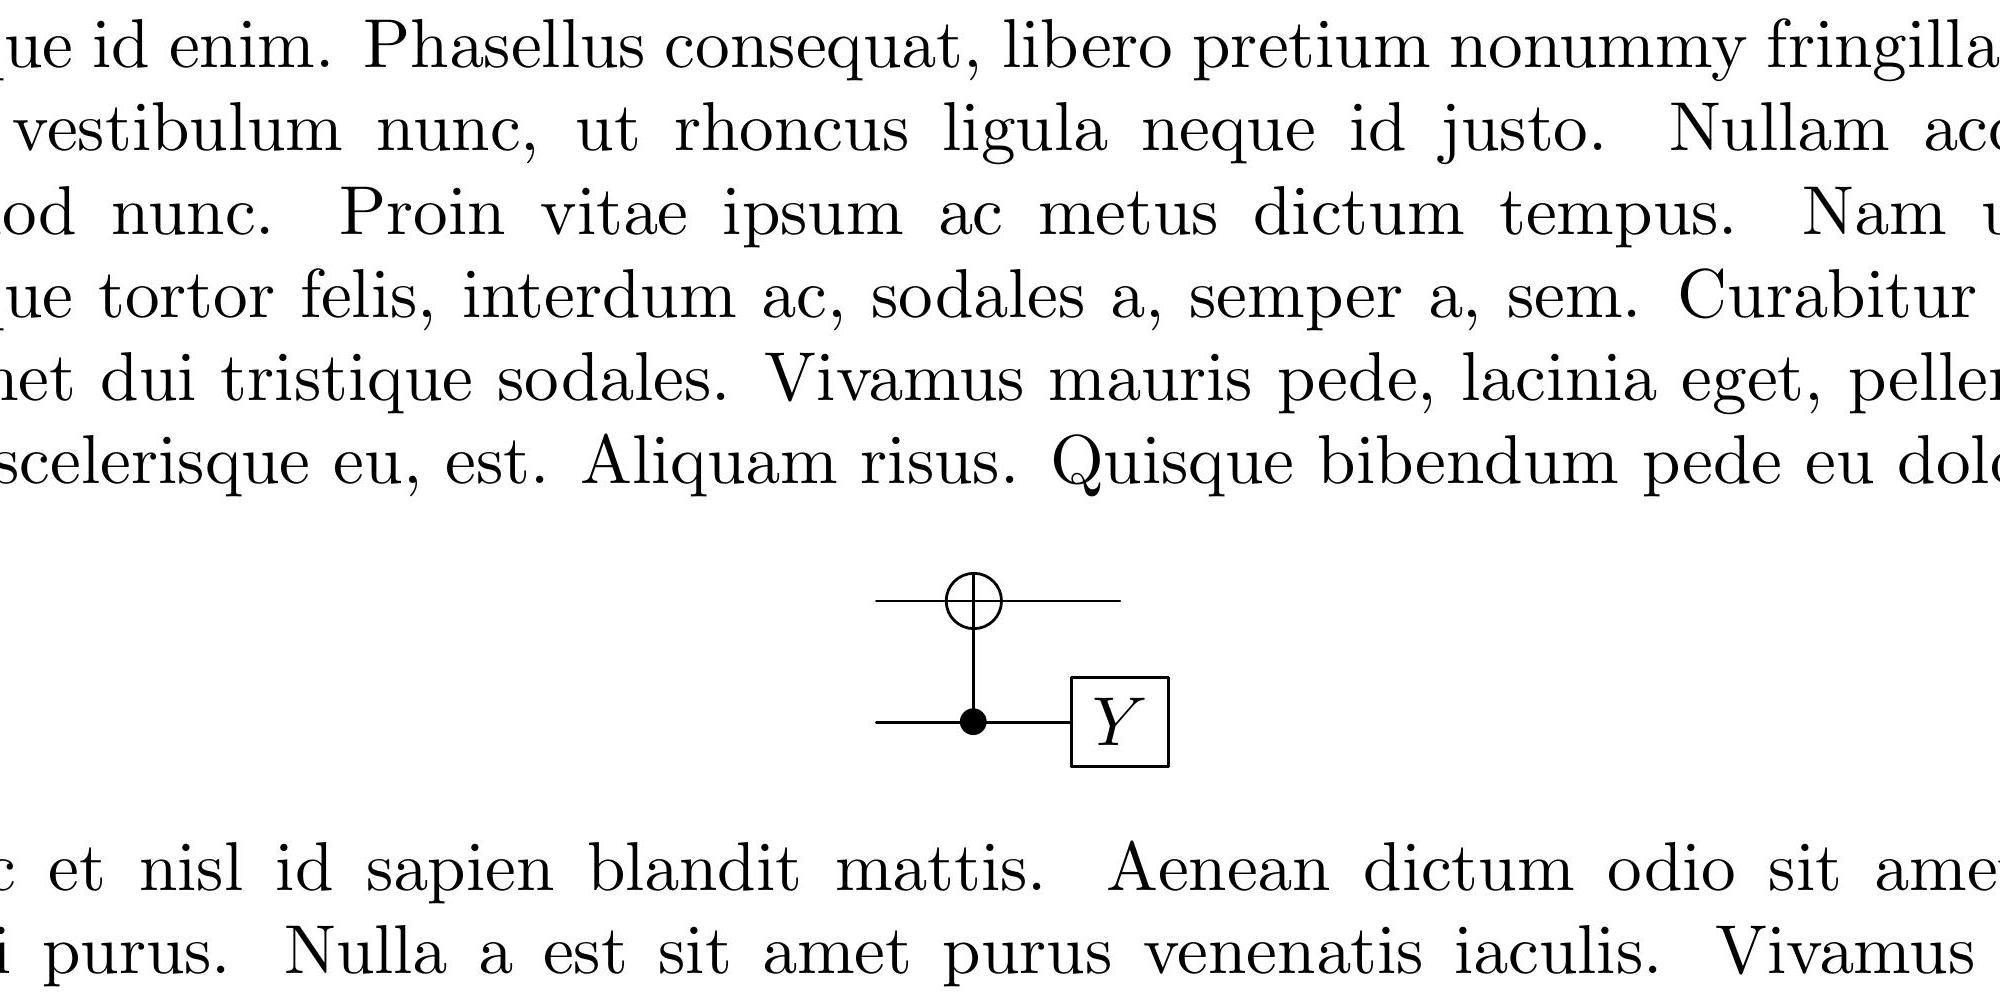 ue id enim. Phasellus consequat, libero pretium nonummy fringilla
vestibulum nunc, ut rhoncus ligula neque id justo. Nullam acc
od nunc. Proin vitae ipsum ac metus dictum tempus. Nam u
ue tortor felis, interdum ac, sodales a, semper a, sem. Curabitur
net dui tristique sodales. Vivamus mauris pede, lacinia eget, peller
scelerisque eu, est. Aliquam risus. Quisque bibendum pede eu dolo
Y
c et nisl id sapien blandit mattis. Aenean dictum odio sit ame
i purus. Nulla a est sit amet purus venenatis iaculis. Vivamus